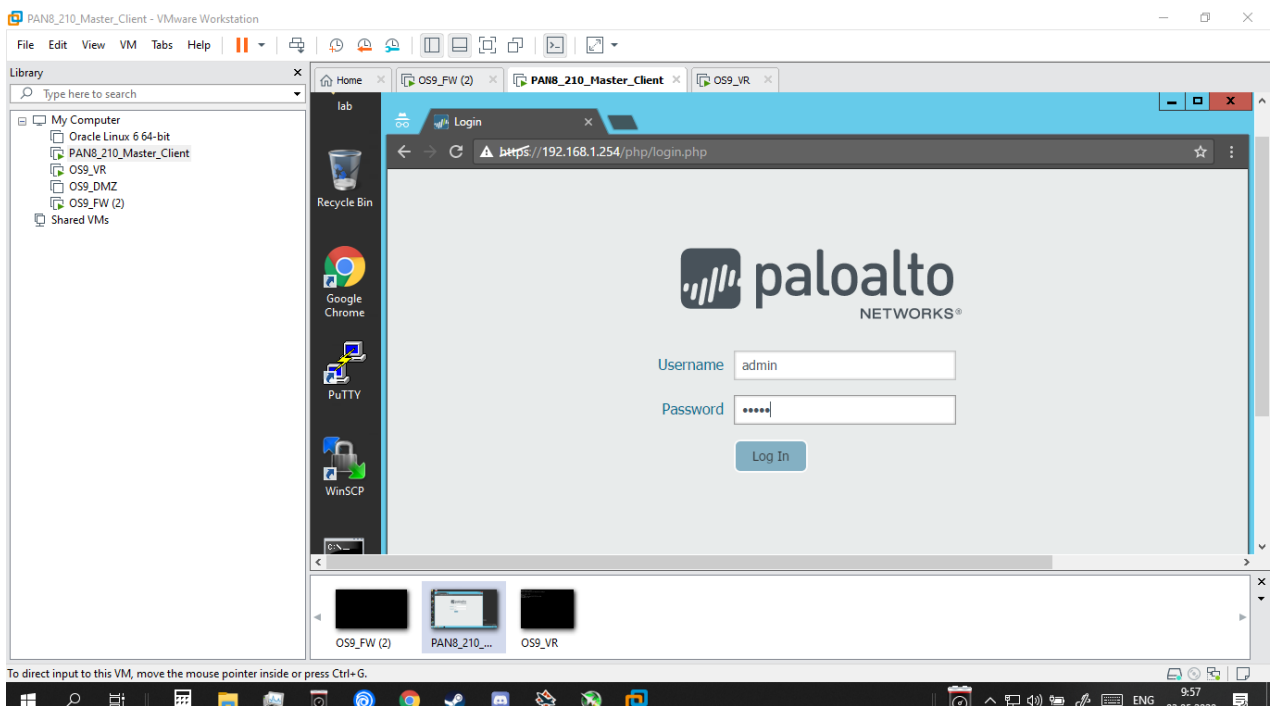 PAN8_210_Master_Client - VMware Workstation
File Edit View VM Tabs Help
Library
Type here to search
My Computer
Oracle Linux 6 64-bit
PAN8_210_Master_Client
OS9_VR
OS9_DMZ
OS9_FW (2)
Shared VMs
Home OS9_FW (2) PAN8_210_Master_Client OS9_VR
lab
Recycle Bin
Google
Chrome
PuTTY
WinSCP
Login
https://192.168.1.254/php/login.php
paloalto
NETWORKS®
Username admin
Password •••••
Log In
OS9_FW (2) PAN8_210_... OS9_VR
To direct input to this VM, move the mouse pointer inside or press Ctrl+G.
ENG 9:57